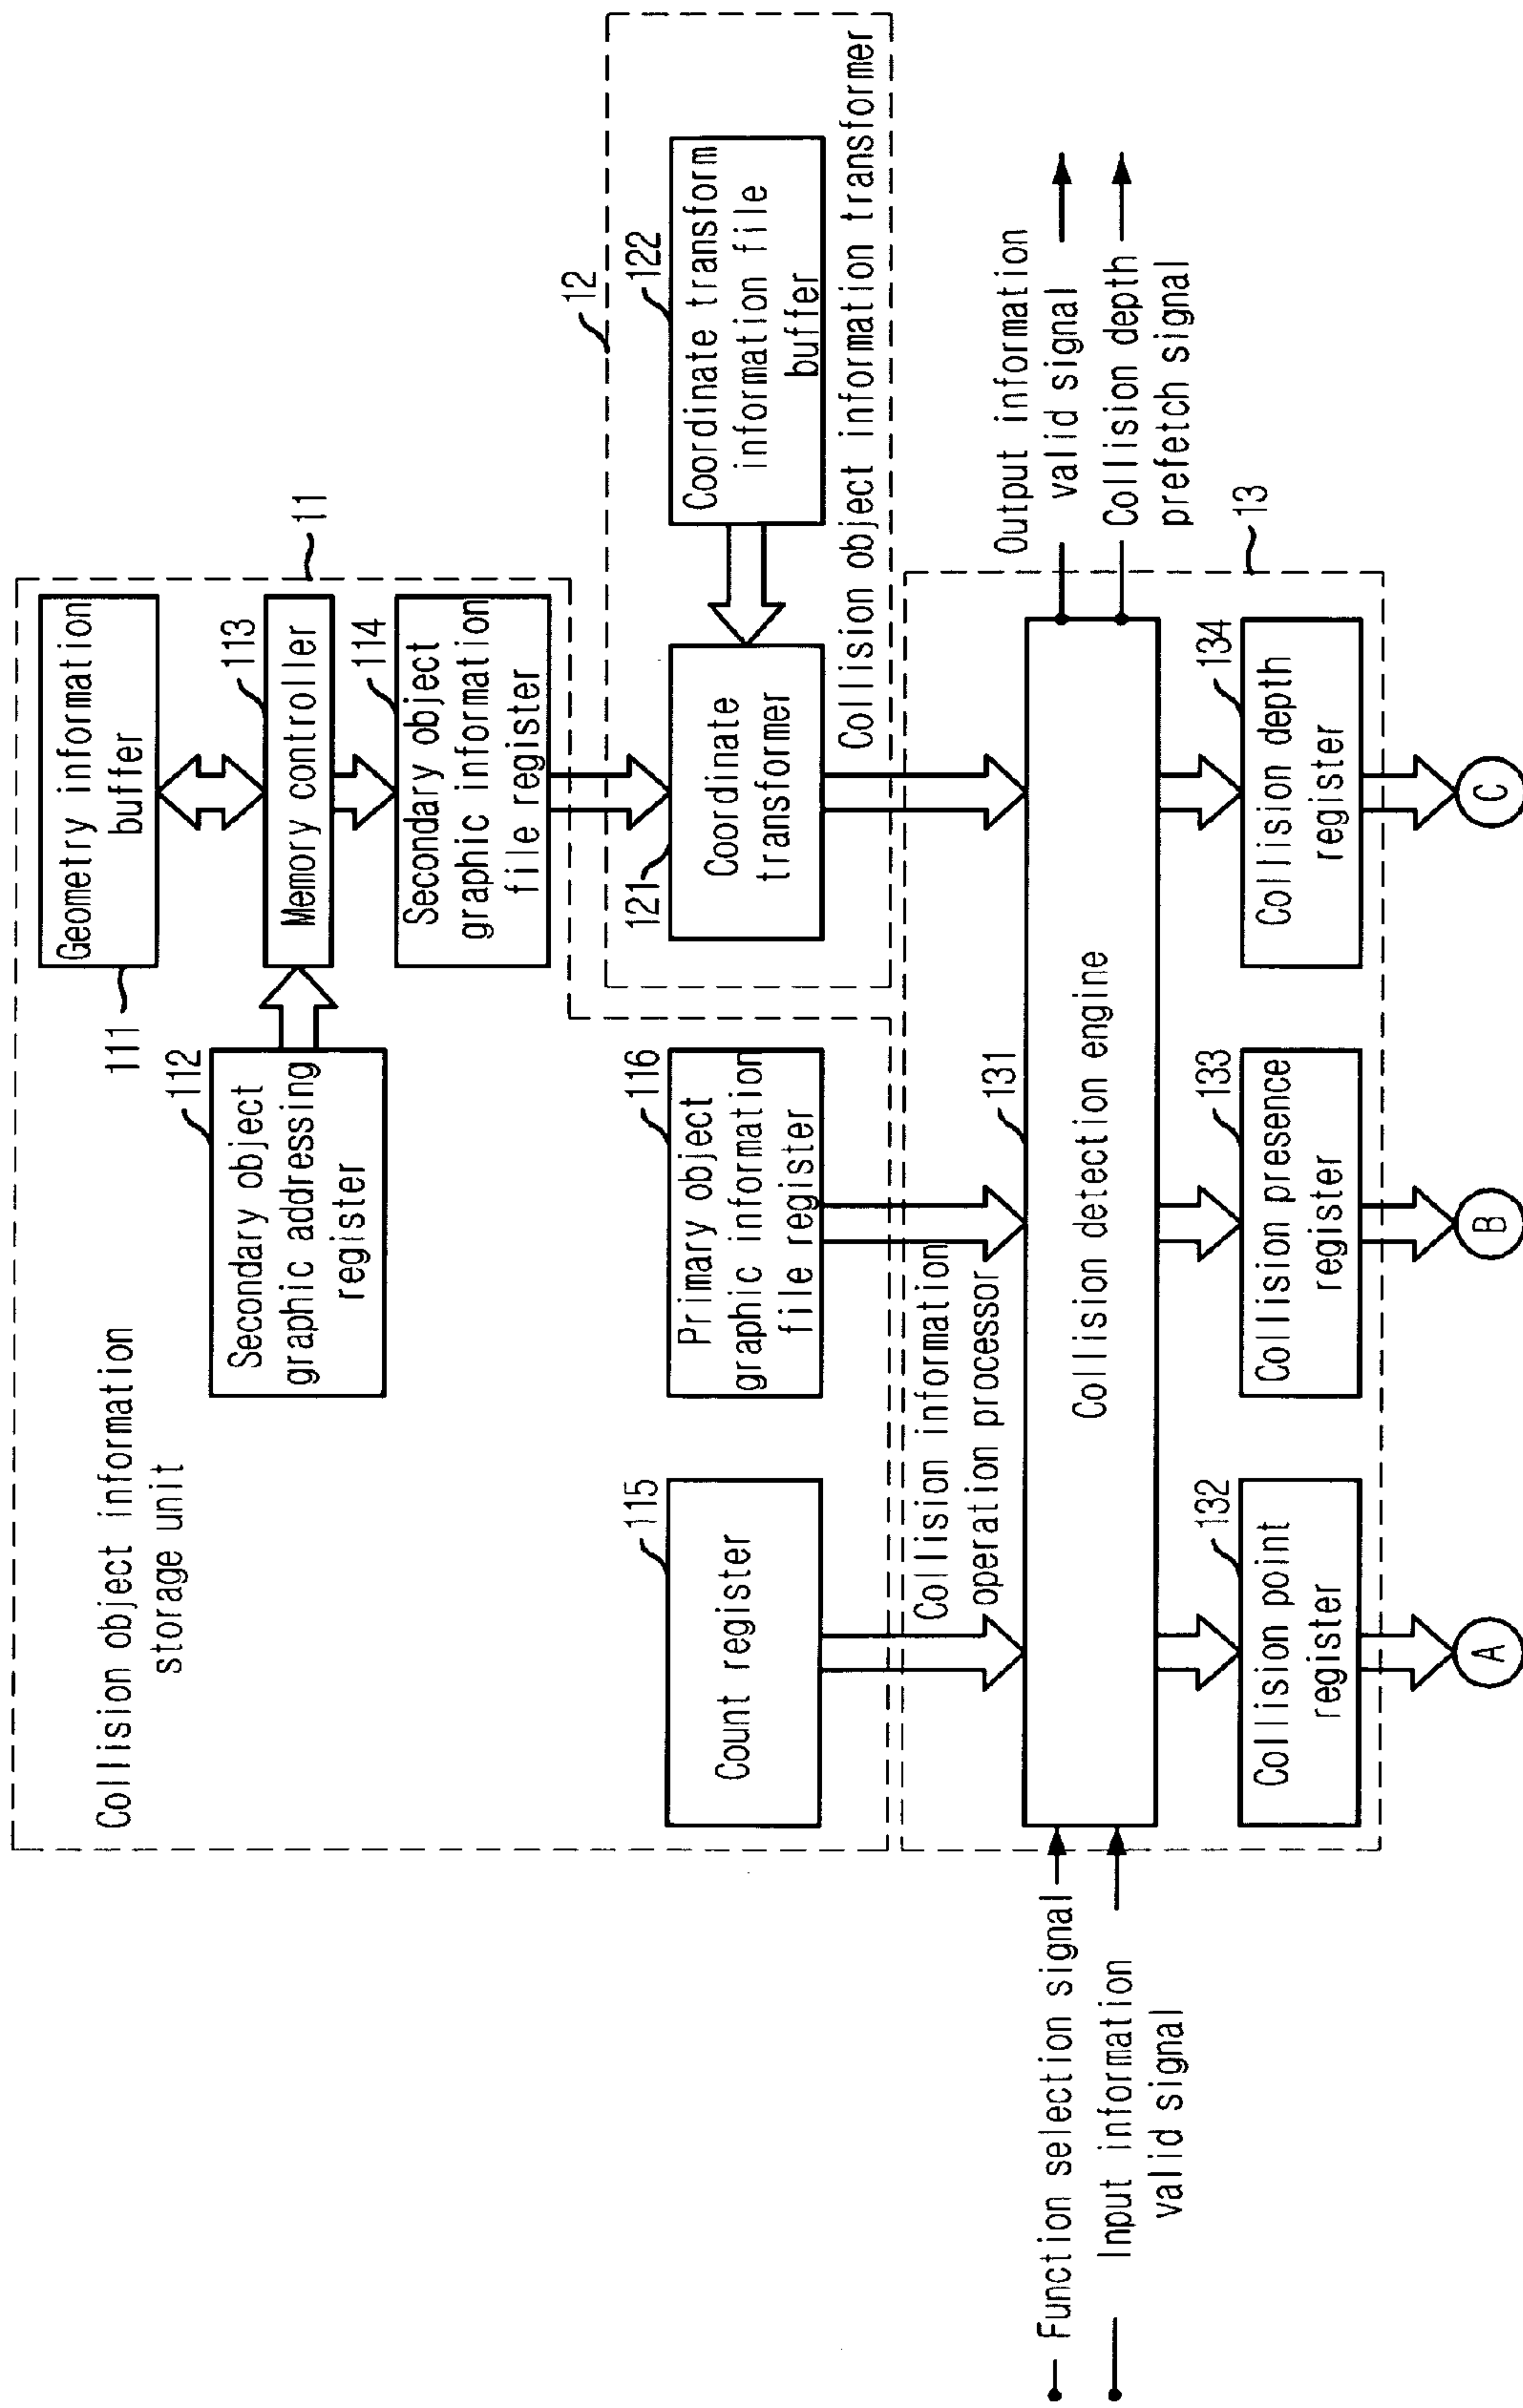 Collision object information
storage unit
11
Geometry information
buffer
111
Secondary object
graphic addressing
register
112
Memory controller
113
Secondary object
graphic information
file register
114
Count register
115
Primary object
graphic information
file register
116
12
Coordinate
transformer
121
Coordinate transform
information file
buffer
122
Collision object information transformer
Collision information
operation processor
13
Function selection signal
Input information
valid signal
Collision detection engine
131
Output information
valid signal
Collision depth
prefetch signal
Collision point
register
132
Collision presence
register
133
Collision depth
register
134
A
B
C